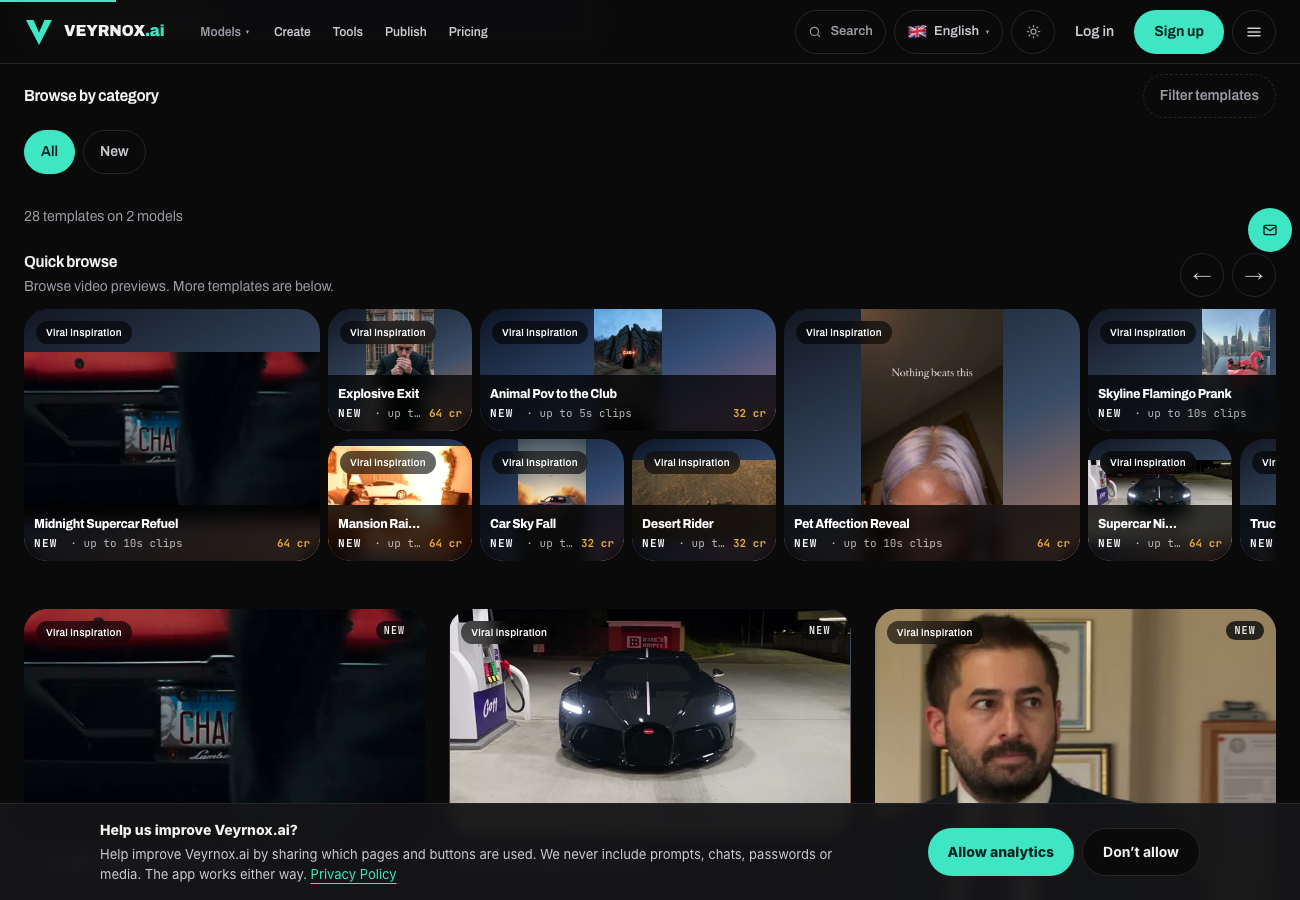 VEYRNOX.ai
Models
Create
Tools
Publish
Pricing
Search
English
Log in
Sign up
Browse by category
Filter templates
All
New
28 templates on 2 models
Quick browse
Browse video previews. More templates are below.
Viral inspiration
CHAO
Midnight Supercar Refuel
NEW · up to 10s clips 64 cr
Viral inspiration
Explosive Exit
NEW · up t… 64 cr
Viral inspiration
Animal Pov to the Club
NEW · up to 5s clips 32 cr
Viral inspiration
Nothing beats this
Pet Affection Reveal
NEW · up to 10s clips 64 cr
Viral inspiration
Skyline Flamingo Prank
NEW · up to 10s clips
Viral inspiration
Mansion Rai…
NEW · up t… 64 cr
Viral inspiration
Car Sky Fall
NEW · up t… 32 cr
Viral inspiration
Desert Rider
NEW · up t… 32 cr
Viral inspiration
Supercar Ni…
NEW · up t… 64 cr
Vir
Truc
NEW
Viral inspiration
NEW
CHAO
Viral inspiration
NEW
Viral inspiration
NEW
Help us improve Veyrnox.ai?
Help improve Veyrnox.ai by sharing which pages and buttons are used. We never include prompts, chats, passwords or
media. The app works either way. Privacy Policy
Allow analytics
Don't allow